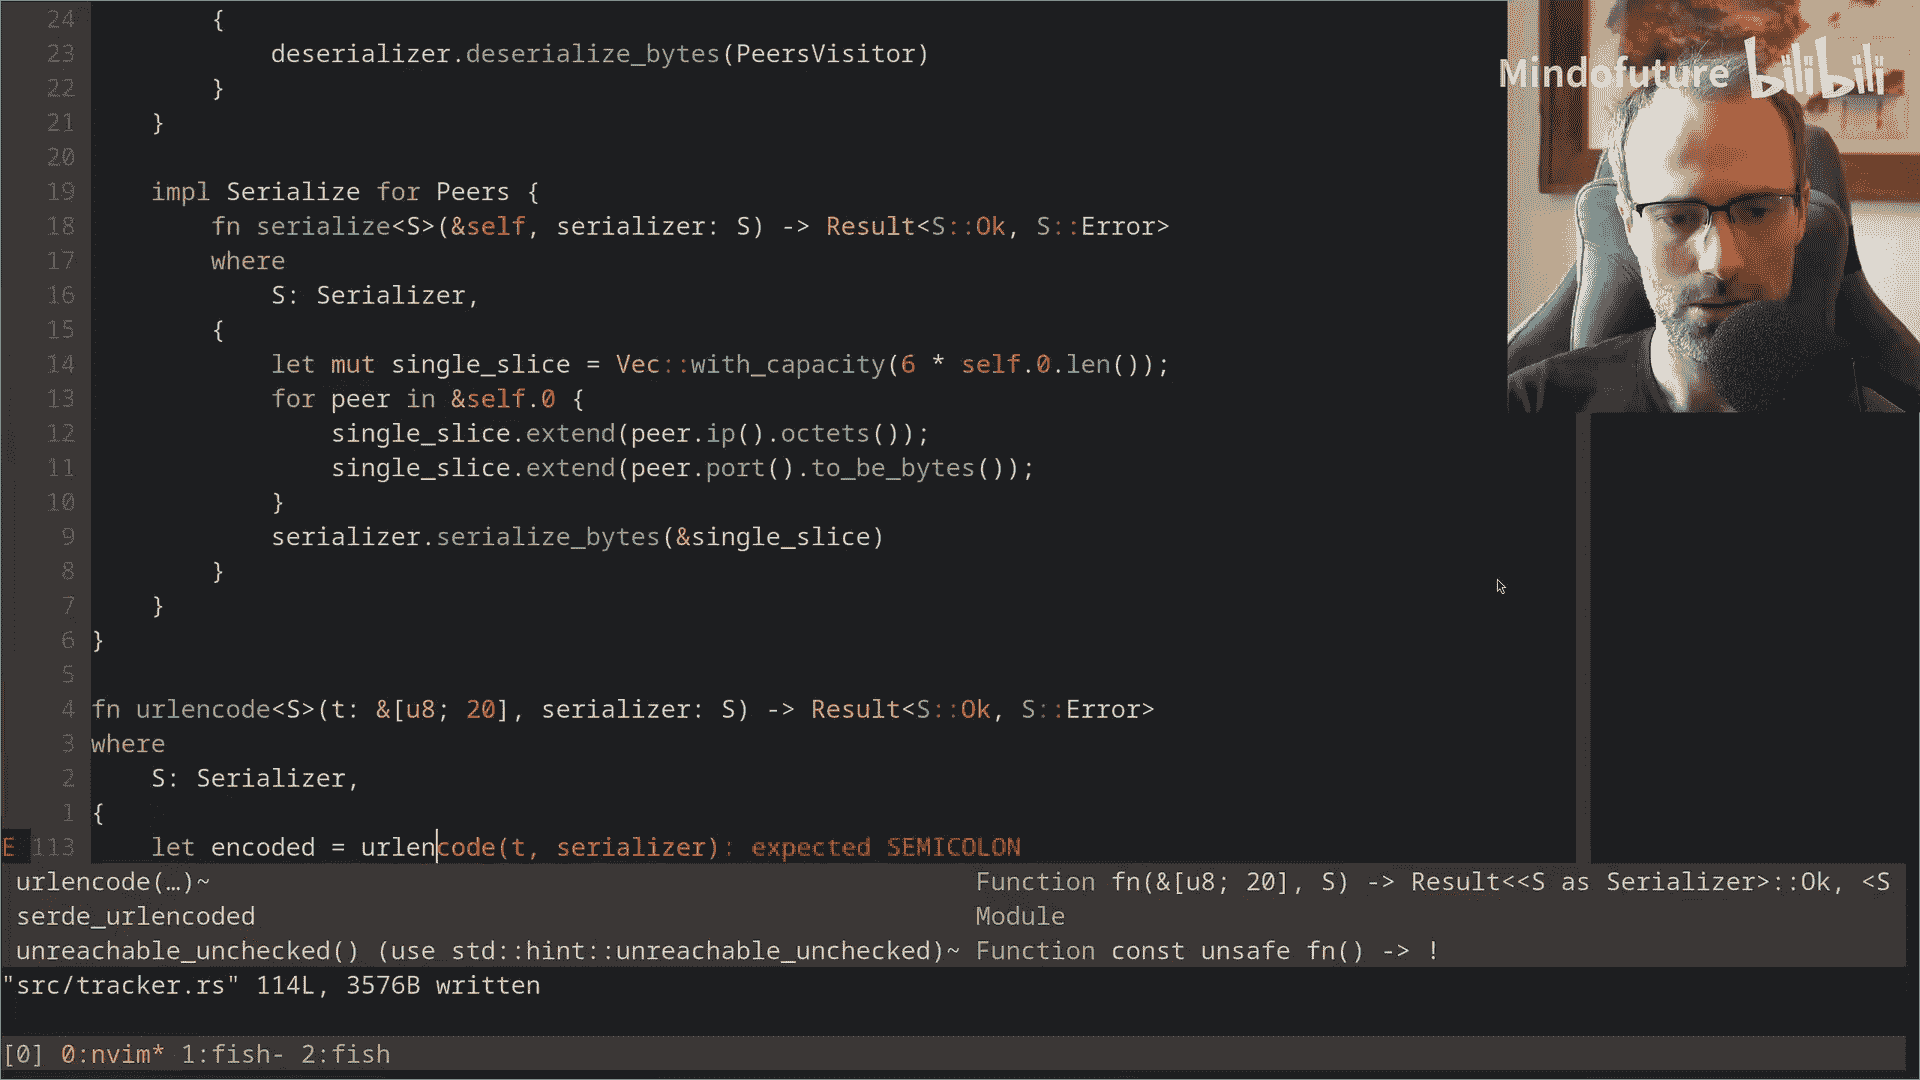 24 {
23 deserializer.deserialize_bytes(PeersVisitor)
22 }
21 }
20
19 impl Serialize for Peers {
18 fn serialize<S>(&self, serializer: S) -> Result<S::Ok, S::Error>
17 where
16 S: Serializer,
15 {
14 let mut single_slice = Vec::with_capacity(6 * self.0.len());
13 for peer in &self.0 {
12 single_slice.extend(peer.ip().octets());
11 single_slice.extend(peer.port().to_be_bytes());
10 }
9 serializer.serialize_bytes(&single_slice)
8 }
7 }
6 }
5
4 fn urlencode<S>(t: &[u8; 20], serializer: S) -> Result<S::Ok, S::Error>
3 where
2 S: Serializer,
1 {
E 113 let encoded = urlencode(t, serializer): expected SEMICOLON
urlencode(…)~ Function fn(&[u8; 20], S) -> Result<<S as Serializer>::Ok, <S
serde_urlencoded Module
unreachable_unchecked() (use std::hint::unreachable_unchecked)~ Function const unsafe fn() -> !
"src/tracker.rs" 114L, 3576B written
[0] 0:nvim* 1:fish- 2:fish
Mindofuture bilibili